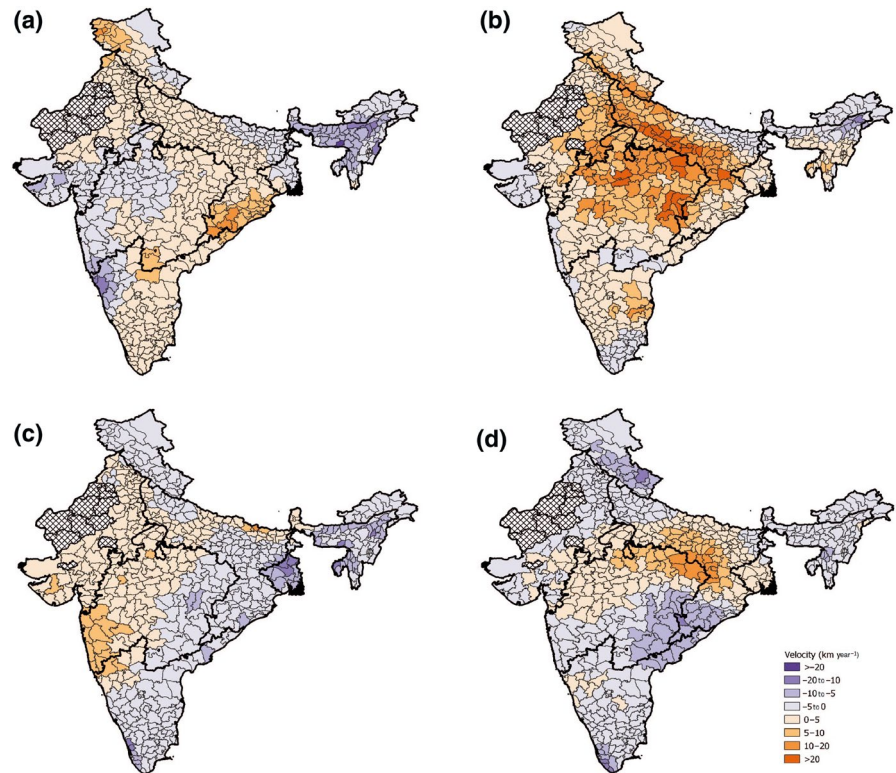 (a)
(b)
(c)
(d)
Velocity (km year⁻¹)
>−20
−20 to −10
−10 to −5
−5 to 0
0–5
5–10
10–20
>20